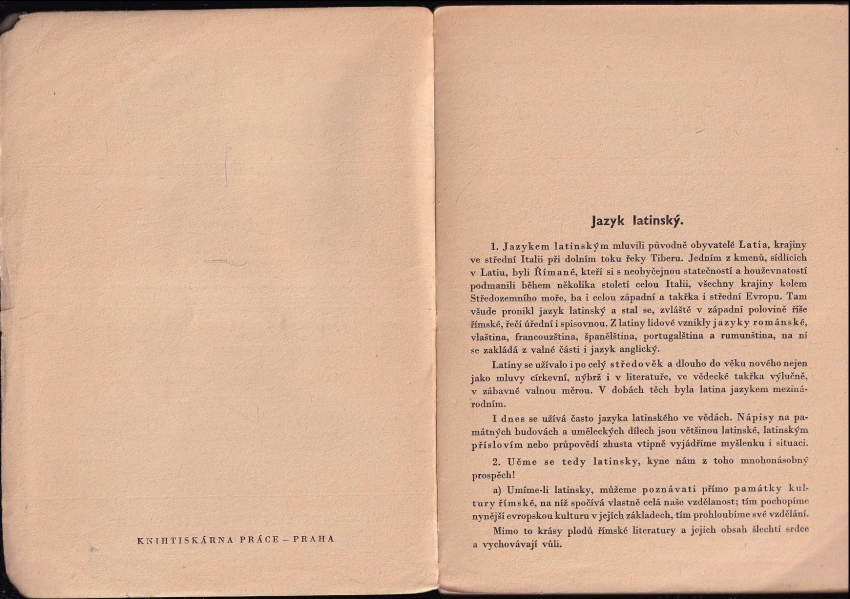 KNIHTISKÁRNA PRÁCE – PRAHA
Jazyk latinský.
1. Jazykem latinským mluvili původně obyvatelé Latia, krajiny
ve střední Italii při dolním toku řeky Tiberu. Jedním z kmenů, sídlících
v Latiu, byli Římané, kteří si s neobyčejnou statečností a houževnatostí
podmanili během několika století celou Italii, všechny krajiny kolem
Středozemního moře, ba i celou západní a takřka i střední Evropu. Tam
všude pronikl jazyk latinský a stal se, zvláště v západní polovině říše
římské, řečí úřední i spisovnou. Z latiny lidové vznikly jazyky románské,
vlaština, francouzština, španělština, portugalština a rumunština, na ní
se zakládá z valné části i jazyk anglický.
Latiny se užívalo i po celý středověk a dlouho do věku nového nejen
jako mluvy církevní, nýbrž i v literatuře, ve vědecké takřka výlučně,
v zábavné valnou měrou. V dobách těch byla latina jazykem meziná-
rodním.
I dnes se užívá často jazyka latinského ve vědách. Nápisy na pa-
mátných budovách a uměleckých dílech jsou většinou latinské, latinským
příslovím nebo průpovědí zhusta vtipně vyjádříme myšlenku i situaci.
2. Učme se tedy latinsky, kyne nám z toho mnohonásobný
prospěch!
a) Umíme-li latinsky, můžeme poznávati přímo památky kul-
tury římské, na níž spočívá vlastně celá naše vzdělanost; tím pochopíme
nynější evropskou kulturu v jejích základech, tím prohloubíme své vzdělání.
Mimo to krásy plodů římské literatury a jejich obsah šlechtí srdce
a vychovávají vůli.